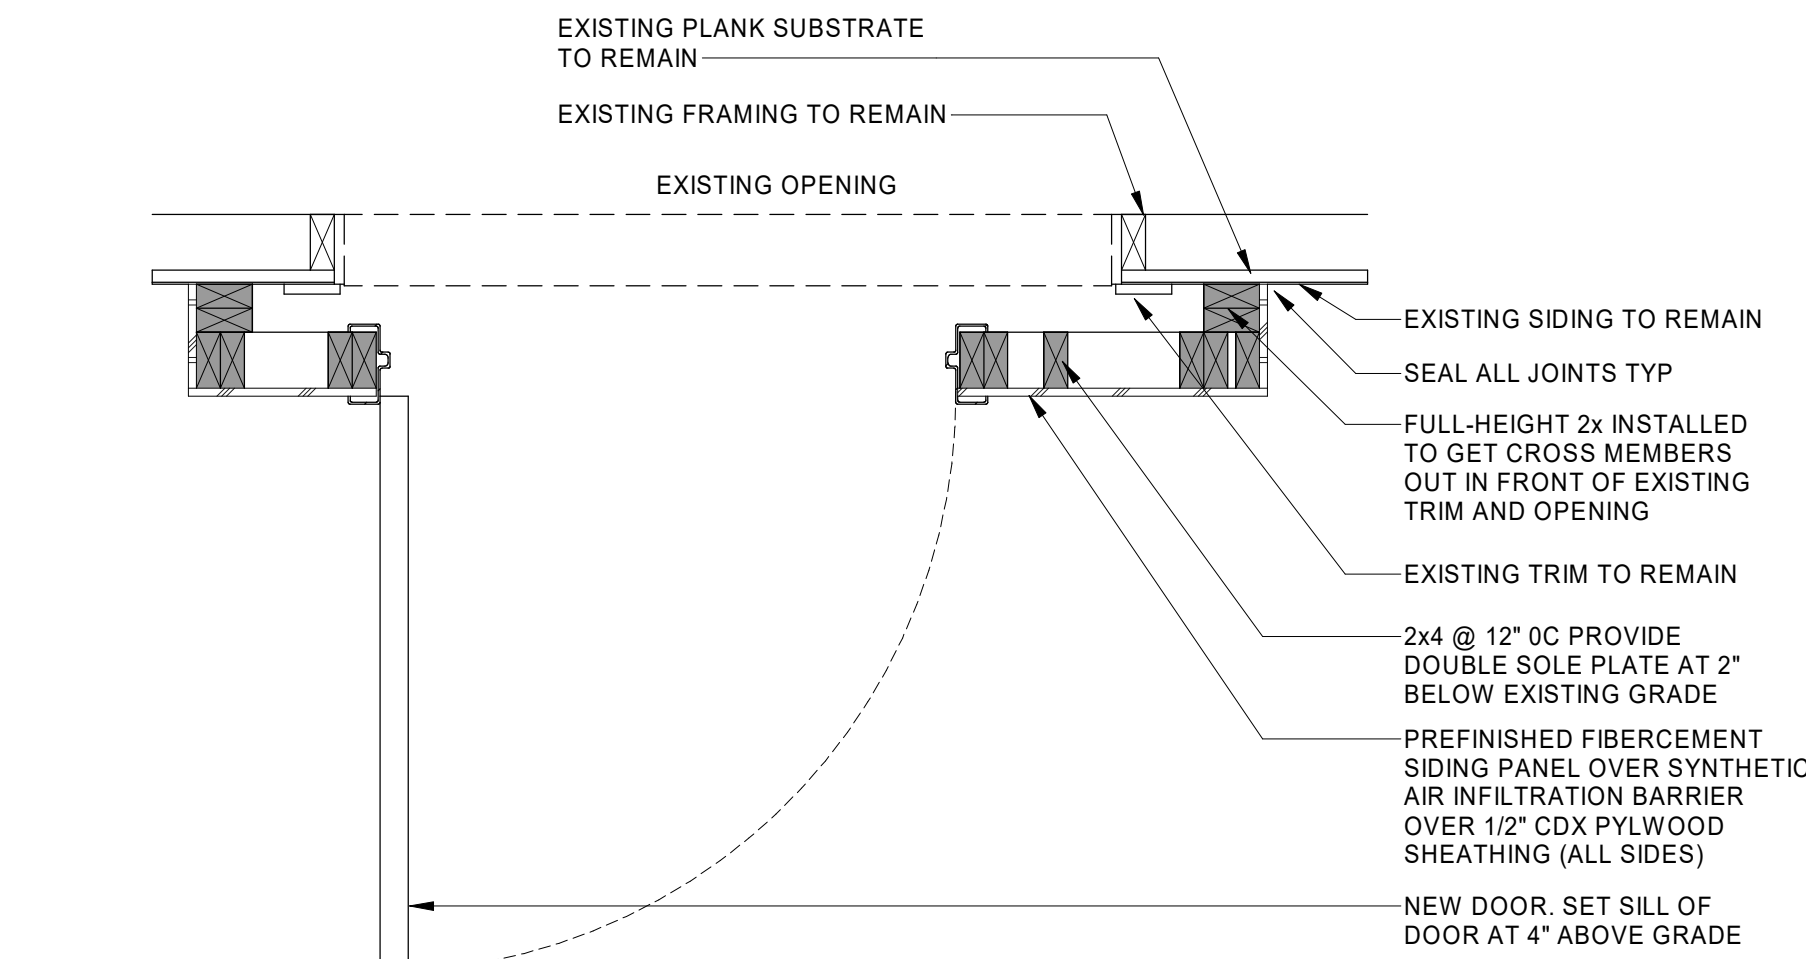 EXISTING PLANK SUBSTRATE
TO REMAIN
EXISTING FRAMING TO REMAIN
EXISTING OPENING
EXISTING SIDING TO REMAIN
SEAL ALL JOINTS TYP
FULL-HEIGHT 2x INSTALLED
TO GET CROSS MEMBERS
OUT IN FRONT OF EXISTING
TRIM AND OPENING
EXISTING TRIM TO REMAIN
2x4 @ 12" 0C PROVIDE
DOUBLE SOLE PLATE AT 2"
BELOW EXISTING GRADE
PREFINISHED FIBERCEMENT
SIDING PANEL OVER SYNTHETIC
AIR INFILTRATION BARRIER
OVER 1/2" CDX PYLWOOD
SHEATHING (ALL SIDES)
NEW DOOR. SET SILL OF
DOOR AT 4" ABOVE GRADE